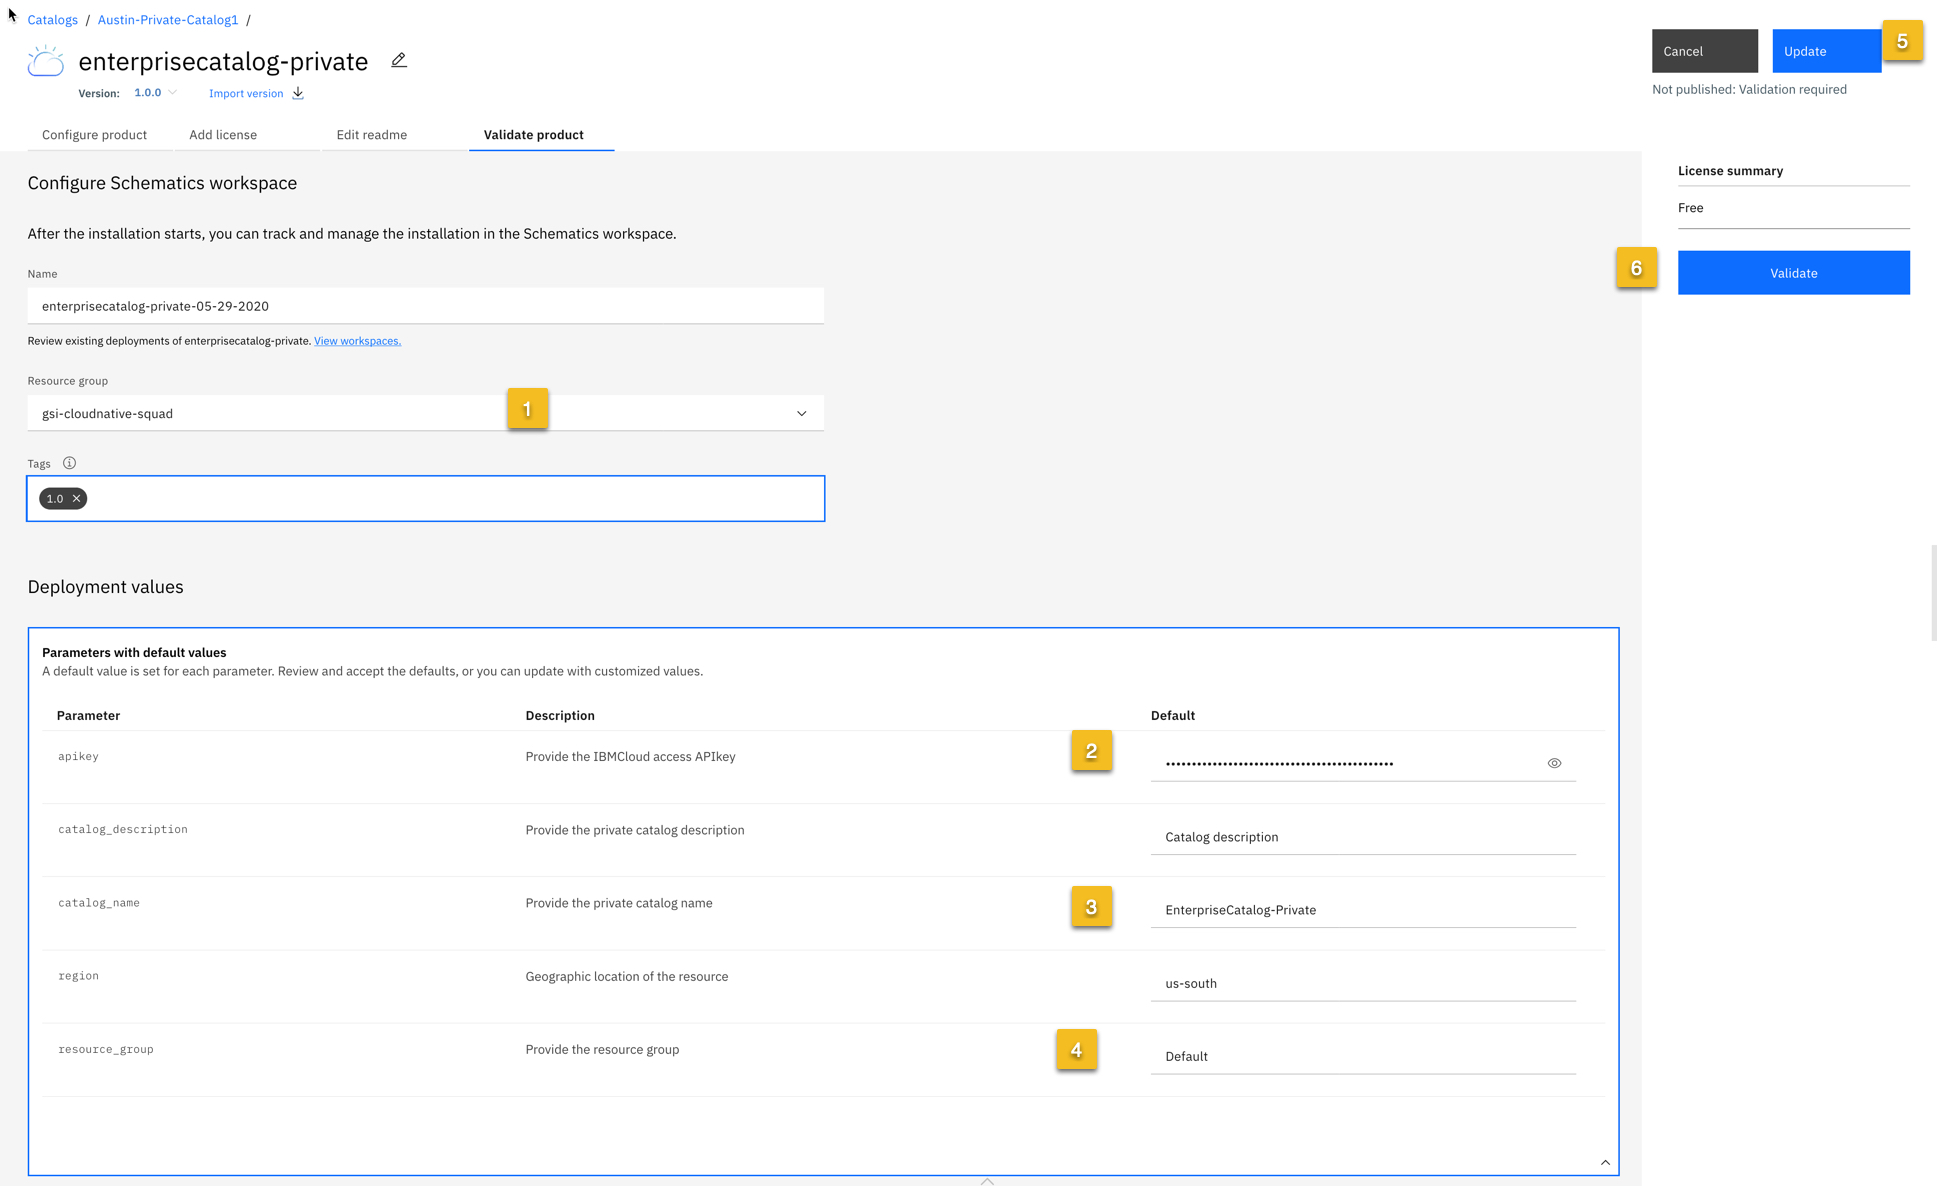 Catalogs / Austin-Private-Catalog1 /
enterprisecatalog-private
Version: 1.0.0 Import version
Cancel
Update
5
Not published: Validation required
Configure product
Add license
Edit readme
Validate product
Configure Schematics workspace
After the installation starts, you can track and manage the installation in the Schematics workspace.
Name
enterprisecatalog-private-05-29-2020
Review existing deployments of enterprisecatalog-private. View workspaces.
Resource group
gsi-cloudnative-squad
1
Tags
1.0
License summary
Free
6
Validate
Deployment values
Parameters with default values
A default value is set for each parameter. Review and accept the defaults, or you can update with customized values.
Parameter Description Default
apikey Provide the IBMCloud access APIkey 2 ••••••••••••••••••••••••••••••••••••••••••••
catalog_description Provide the private catalog description Catalog description
catalog_name Provide the private catalog name 3 EnterpriseCatalog-Private
region Geographic location of the resource us-south
resource_group Provide the resource group 4 Default